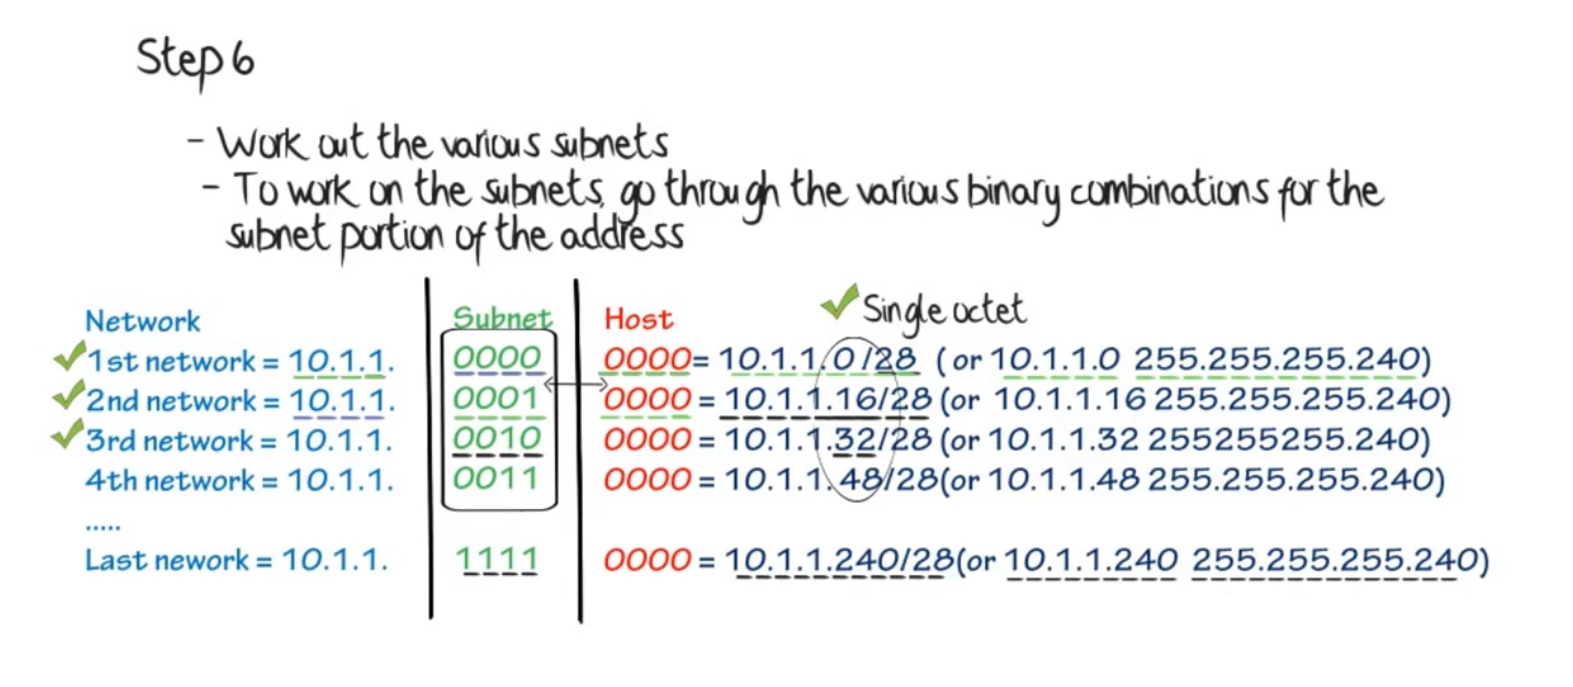 Step 6
- Work out the various subnets
- To work on the subnets, go through the various binary combinations for the
subnet portion of the address
Network Subnet Host Single octet
1st network = 10.1.1. 0000 0000= 10.1.1.0/28 (or 10.1.1.0 255.255.255.240)
2nd network = 10.1.1. 0001 0000 = 10.1.1.16/28 (or 10.1.1.16 255.255.255.240)
3rd network = 10.1.1. 0010 0000 = 10.1.1.32/28 (or 10.1.1.32 255255255.240)
4th network = 10.1.1. 0011 0000 = 10.1.1.48/28(or 10.1.1.48 255.255.255.240)
.....
Last nework = 10.1.1. 1111 0000 = 10.1.1.240/28(or 10.1.1.240 255.255.255.240)